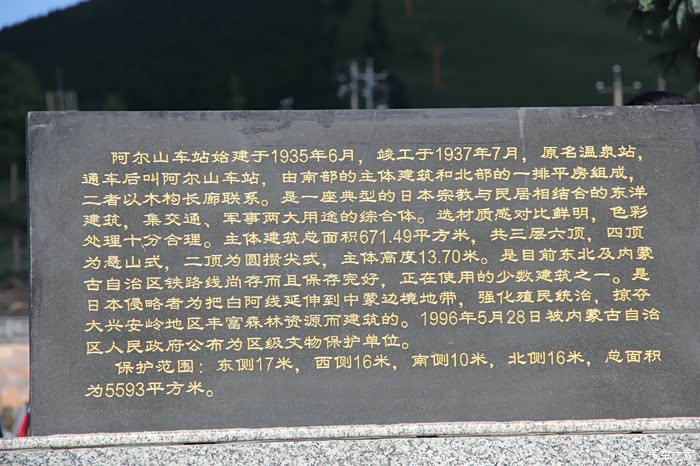 阿尔山车站始建于1935年6月，竣工于1937年7月，原名温泉站，
通车后叫阿尔山车站，由南部的主体建筑和北部的一排平房组成，
二者以木构长廊联系。是一座典型的日本宗教与民居相结合的东洋
建筑，集交通、军事两大用途的综合体。选材质感对比鲜明，色彩
处理十分合理。主体建筑总面积671.49平方米，共三层六顶，四顶
为悬山式，二顶为圆攒尖式，主体高度13.70米。是目前东北及内蒙
古自治区铁路线尚存而且保存完好，正在使用的少数建筑之一。是
日本侵略者为把白阿线延伸到中蒙边境地带，强化殖民统治，掠夺
大兴安岭地区丰富森林资源而建筑的。1996年5月28日被内蒙古自治
区人民政府公布为区级文物保护单位。
保护范围：东侧17米，西侧16米，南侧10米，北侧16米，总面积
为5593平方米。
汽车之家